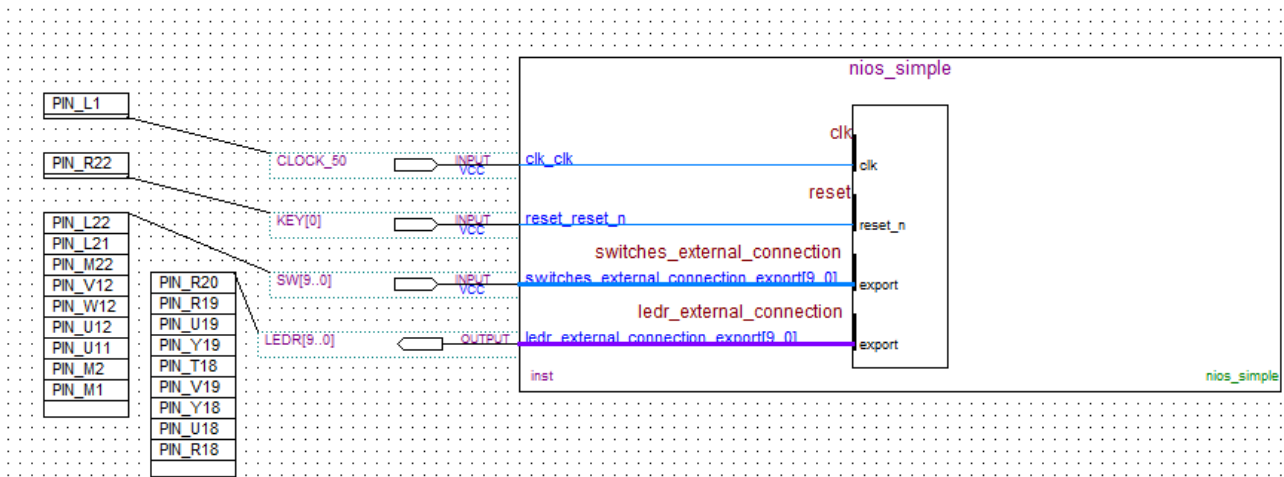 nios_simple
PIN_L1
clk
CLOCK_50 INPUT VCC clk_clk clk
PIN_R22
reset
KEY[0] INPUT VCC reset_reset_n reset_n
PIN_L22
PIN_L21
PIN_M22
PIN_V12
PIN_W12
PIN_U12
PIN_U11
PIN_M2
PIN_M1
switches_external_connection
SW[9..0] INPUT VCC switches_external_connection_export[9..0] export
PIN_R20
PIN_R19
PIN_U19
PIN_Y19
PIN_T18
PIN_V19
PIN_Y18
PIN_U18
PIN_R18
ledr_external_connection
LEDR[9..0] OUTPUT ledr_external_connection_export[9..0] export
inst nios_simple